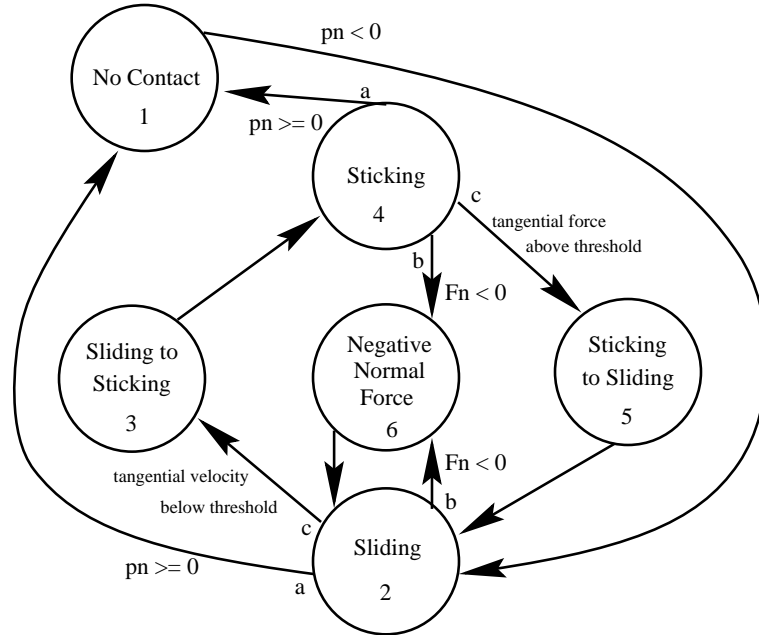 pn < 0
No Contact
1
a
pn >= 0
Sticking
4
c
tangential force
above threshold
b
Fn < 0
Sliding to
Sticking
3
Negative
Normal
Force
6
Sticking
to Sliding
5
tangential velocity
below threshold
Fn < 0
b
c
Sliding
2
pn >= 0
a